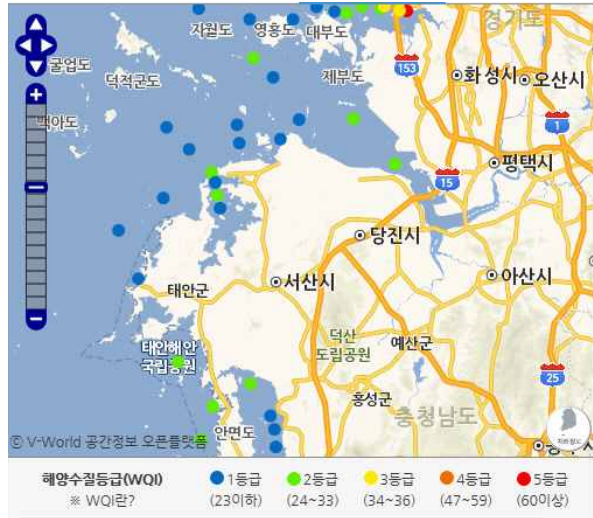 자월도
영흥도
대부도
경기도
굴업도
덕적군도
제부도
153
화성시
오산시
백아도
1
평택시
15
당진시
서산시
아산시
태안군
태안해안
국립공원
덕산
도립공원
예산군
25
홍성군
충청남도
안면도
© V-World 공간정보 오픈플랫폼
해양수질등급(WQI)
1등급
2등급
3등급
4등급
5등급
※ WQI란?
(23이하)
(24~33)
(34~36)
(47~59)
(60이상)